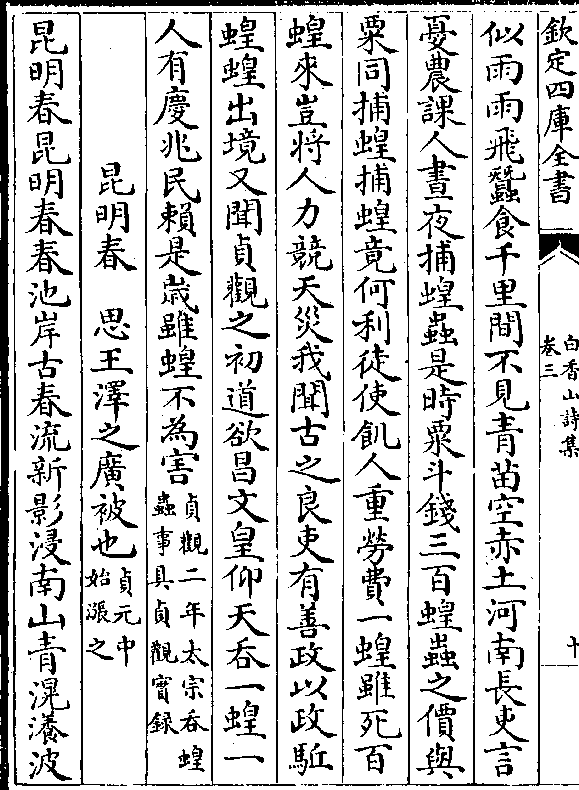 欽定四庫全書
白香山詩集
卷三
十
似雨雨飛蠶食千里間不見青苗空赤土河南長吏言
憂農課人晝夜捕蝗蟲是時粟斗錢三百蝗蟲之價與
粟同捕蝗捕蝗竟何利徒使飢人重勞費一蝗雖死百
蝗來豈將人力競天災我聞古之良吏有善政以政駈
蝗蝗出境又聞貞觀之初道欲昌文皇仰天吞一蝗一
人有慶兆民賴是歲雖蝗不為害貞觀二年太宗吞蝗蟲事具貞觀實録
昆明春　思王澤之廣被也貞元中始漲之
昆明春昆明春春池岸古春流新影浸南山青滉瀁波